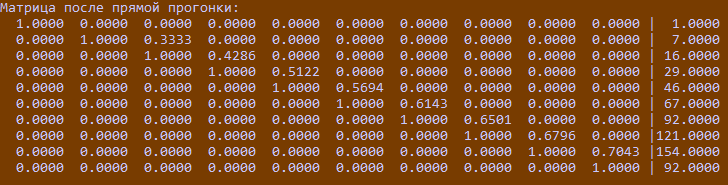 Матрица после прямой прогонки:
1.0000 0.0000 0.0000 0.0000 0.0000 0.0000 0.0000 0.0000 0.0000 0.0000 | 1.0000
0.0000 1.0000 0.3333 0.0000 0.0000 0.0000 0.0000 0.0000 0.0000 0.0000 | 7.0000
0.0000 0.0000 1.0000 0.4286 0.0000 0.0000 0.0000 0.0000 0.0000 0.0000 | 16.0000
0.0000 0.0000 0.0000 1.0000 0.5122 0.0000 0.0000 0.0000 0.0000 0.0000 | 29.0000
0.0000 0.0000 0.0000 0.0000 1.0000 0.5694 0.0000 0.0000 0.0000 0.0000 | 46.0000
0.0000 0.0000 0.0000 0.0000 0.0000 1.0000 0.6143 0.0000 0.0000 0.0000 | 67.0000
0.0000 0.0000 0.0000 0.0000 0.0000 0.0000 1.0000 0.6501 0.0000 0.0000 | 92.0000
0.0000 0.0000 0.0000 0.0000 0.0000 0.0000 0.0000 1.0000 0.6796 0.0000 |121.0000
0.0000 0.0000 0.0000 0.0000 0.0000 0.0000 0.0000 0.0000 1.0000 0.7043 |154.0000
0.0000 0.0000 0.0000 0.0000 0.0000 0.0000 0.0000 0.0000 0.0000 1.0000 | 92.0000